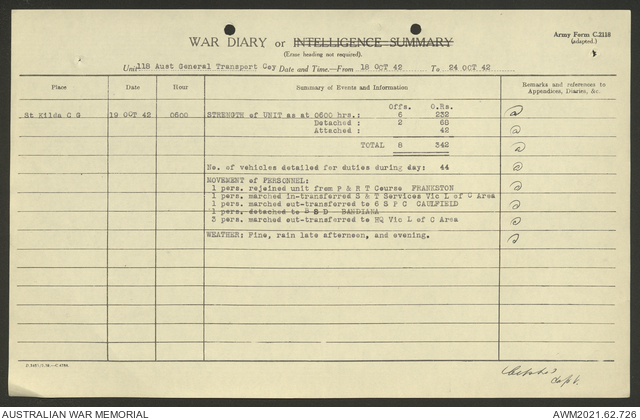 Army Form C.2118
(adapted.)
WAR DIARY or INTELLIGENCE SUMMARY
(Erase heading not required).
Unit 118 Aust General Transport Coy Date and Time.—From 18 OCT 42 To 24 OCT 42
Place Date Hour Summary of Events and Information Remarks and references to Appendices, Diaries, &c.
Offs. O.Rs.
St Kilda C G 19 OCT 42 0600 STRENGTH of UNIT as at 0600 hrs.: 6 232
Detached : 2 68
Attached : 42
TOTAL 8 342
No. of vehicles detailed for duties during day: 44
MOVEMENT of PERSONNEL:
1 pers. rejoined unit from P & R T Course FRANKSTON
1 pers. marched in-transferred S & T Services Vic L of C Area
1 pers. marched out-transferred to 6 S P C CAULFIELD
1 pers. detached to BANDIANA
3 pers. marched out-transferred to HQ Vic L of C Area
WEATHER: Fine, rain late afternoon, and evening.
AUSTRALIAN WAR MEMORIAL
AWM2021.62.726